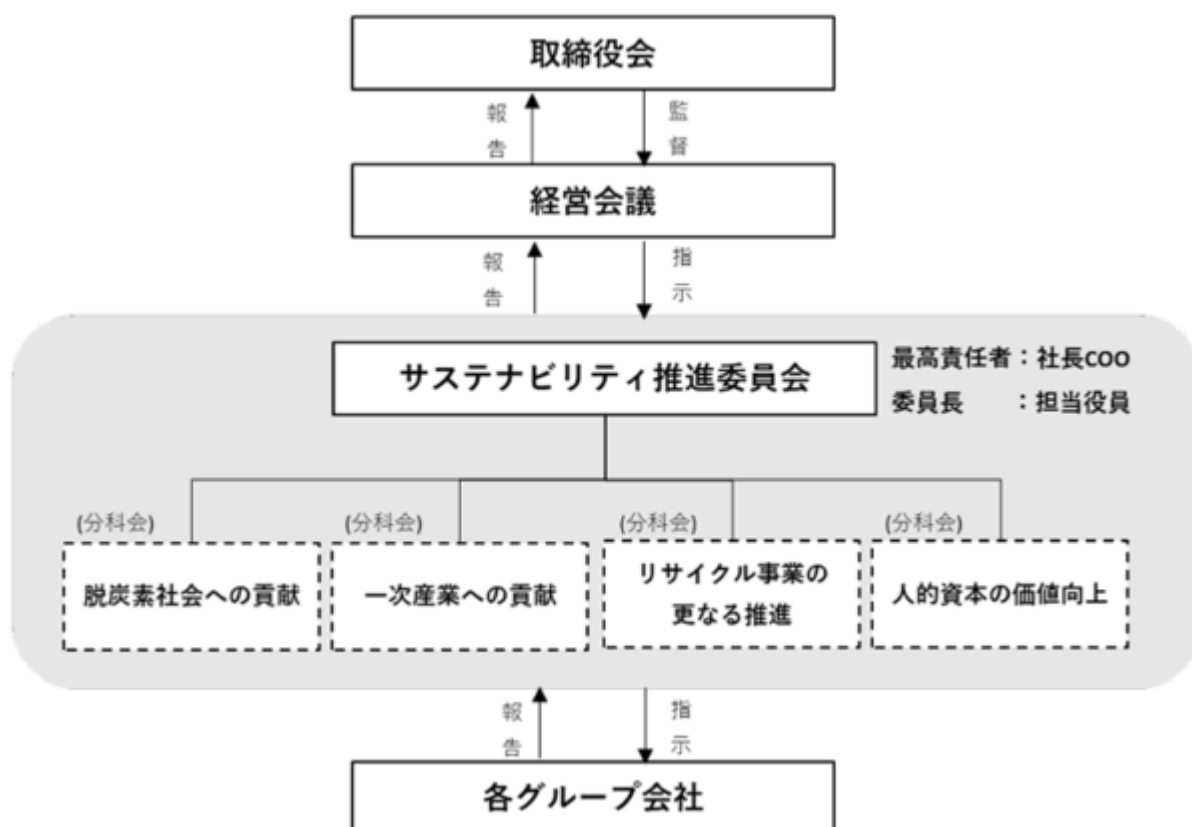 取締役会
報告
監督
経営会議
報告
指示
サステナビリティ推進委員会
最高責任者：社長COO
委員長　　：担当役員
(分科会)
脱炭素社会への貢献
(分科会)
一次産業への貢献
(分科会)
リサイクル事業の
更なる推進
(分科会)
人的資本の価値向上
報告
指示
各グループ会社